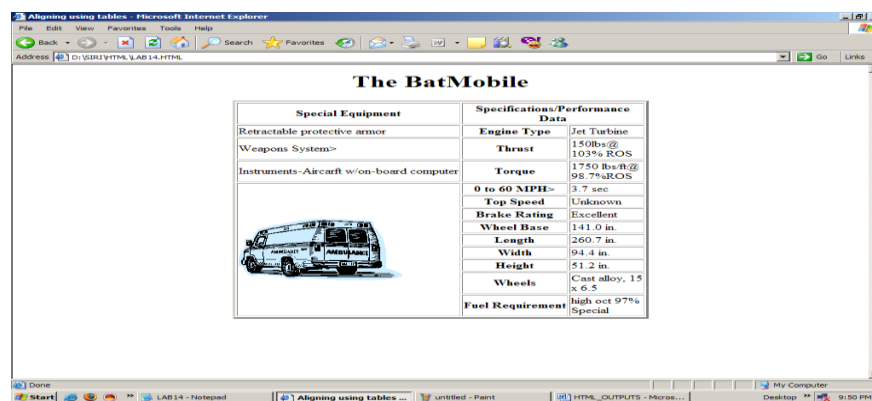 Aligning using tables - Microsoft Internet Explorer
File Edit View Favorites Tools Help
Back Search Favorites
Address D:\SIRI\HTML\LAB14.HTML Go Links
The BatMobile
Special Equipment
Specifications/Performance
Data
Retractable protective armor
Engine Type Jet Turbine
Weapons System>
Thrust
150lbs@
103% ROS
Instruments-Aircarft w/on-board computer
Torque
1750 lbs/ft@
98.7%ROS
0 to 60 MPH> 3.7 sec
Top Speed Unknown
Brake Rating Excellent
Wheel Base 141.0 in.
Length 260.7 in.
Width 94.4 in.
Height 51.2 in.
Wheels
Cast alloy, 15
x 6.5
Fuel Requirement
high oct 97%
Special
AMBULANCE
Done My Computer
Start LAB14 - Notepad Aligning using tables ... untitled - Paint HTML_OUTPUTS - Micros... Desktop 9:50 PM